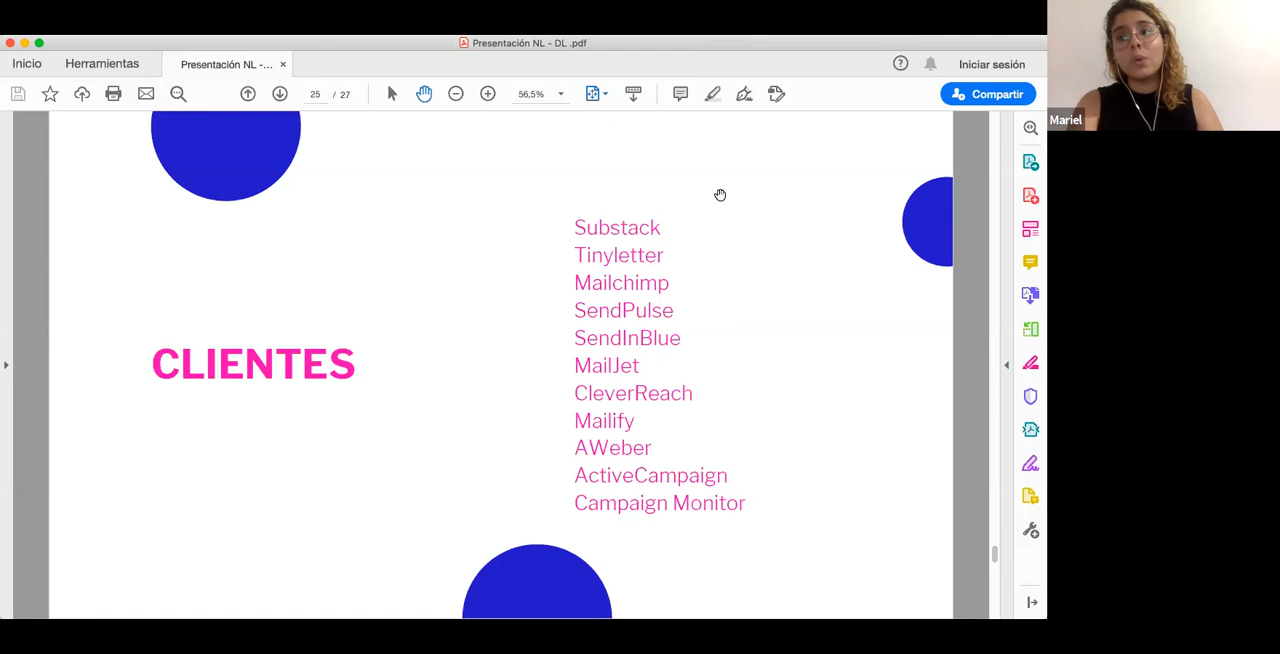 Presentación NL - DL .pdf
Inicio
Herramientas
Presentación NL -... ×
Iniciar sesión
25 / 27
56,5%
Compartir
Mariel
CLIENTES
Substack
Tinyletter
Mailchimp
SendPulse
SendInBlue
MailJet
CleverReach
Mailify
AWeber
ActiveCampaign
Campaign Monitor